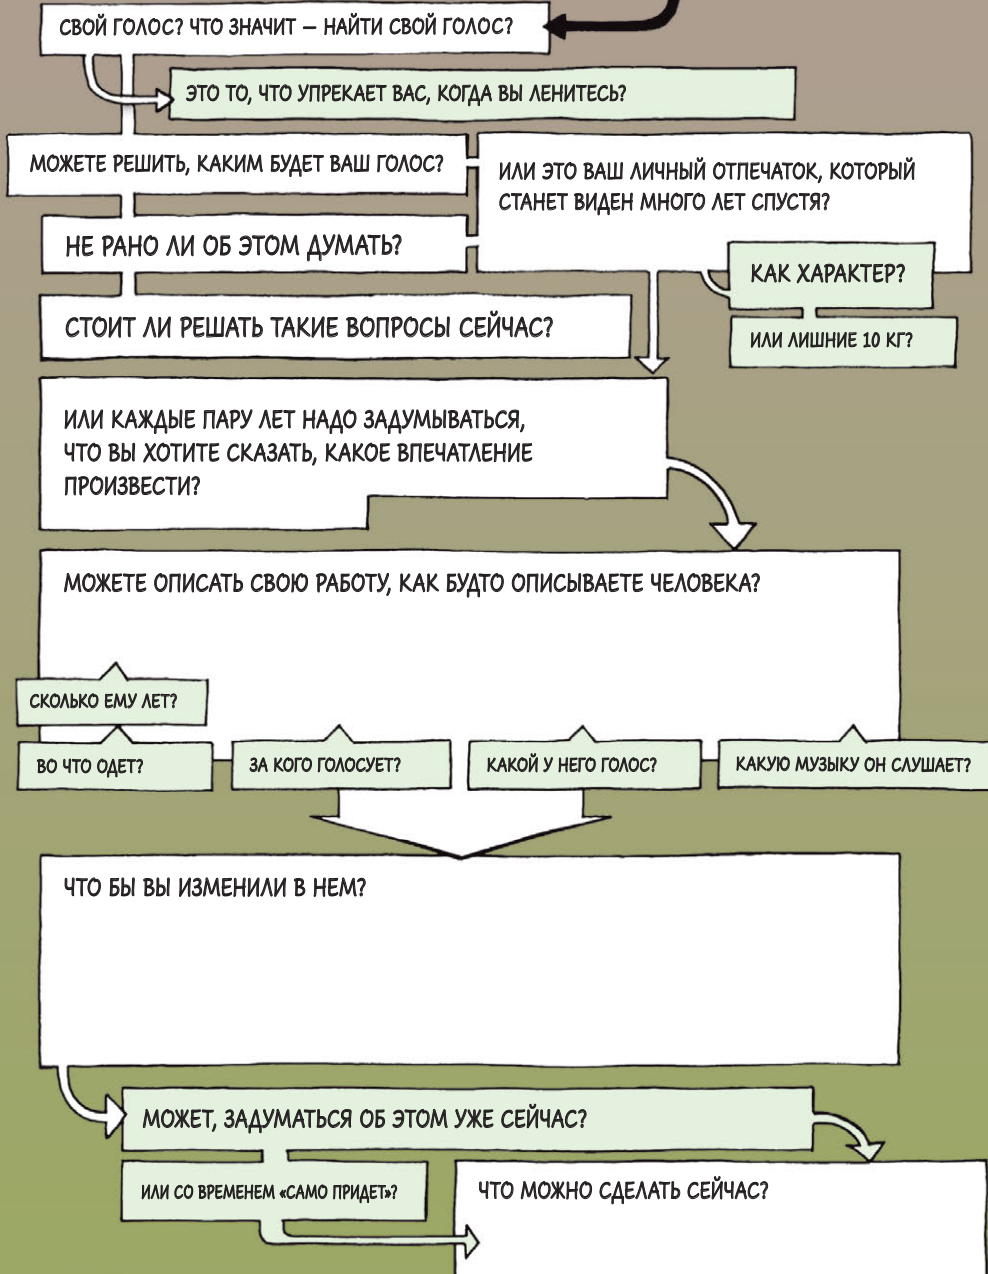 СВОЙ ГОЛОС? ЧТО ЗНАЧИТ – НАЙТИ СВОЙ ГОЛОС?
ЭТО ТО, ЧТО УПРЕКАЕТ ВАС, КОГДА ВЫ ЛЕНИТЕСЬ?
МОЖЕТЕ РЕШИТЬ, КАКИМ БУДЕТ ВАШ ГОЛОС?
ИЛИ ЭТО ВАШ ЛИЧНЫЙ ОТПЕЧАТОК, КОТОРЫЙ
СТАНЕТ ВИДЕН МНОГО ЛЕТ СПУСТЯ?
НЕ РАНО ЛИ ОБ ЭТОМ ДУМАТЬ?
КАК ХАРАКТЕР?
СТОИТ ЛИ РЕШАТЬ ТАКИЕ ВОПРОСЫ СЕЙЧАС?
ИЛИ ЛИШНИЕ 10 КГ?
ИЛИ КАЖДЫЕ ПАРУ ЛЕТ НАДО ЗАДУМЫВАТЬСЯ,
ЧТО ВЫ ХОТИТЕ СКАЗАТЬ, КАКОЕ ВПЕЧАТЛЕНИЕ
ПРОИЗВЕСТИ?
МОЖЕТЕ ОПИСАТЬ СВОЮ РАБОТУ, КАК БУДТО ОПИСЫВАЕТЕ ЧЕЛОВЕКА?
СКОЛЬКО ЕМУ ЛЕТ?
ВО ЧТО ОДЕТ?
ЗА КОГО ГОЛОСУЕТ?
КАКОЙ У НЕГО ГОЛОС?
КАКУЮ МУЗЫКУ ОН СЛУШАЕТ?
ЧТО БЫ ВЫ ИЗМЕНИЛИ В НЕМ?
МОЖЕТ, ЗАДУМАТЬСЯ ОБ ЭТОМ УЖЕ СЕЙЧАС?
ИЛИ СО ВРЕМЕНЕМ «САМО ПРИДЕТ»?
ЧТО МОЖНО СДЕЛАТЬ СЕЙЧАС?